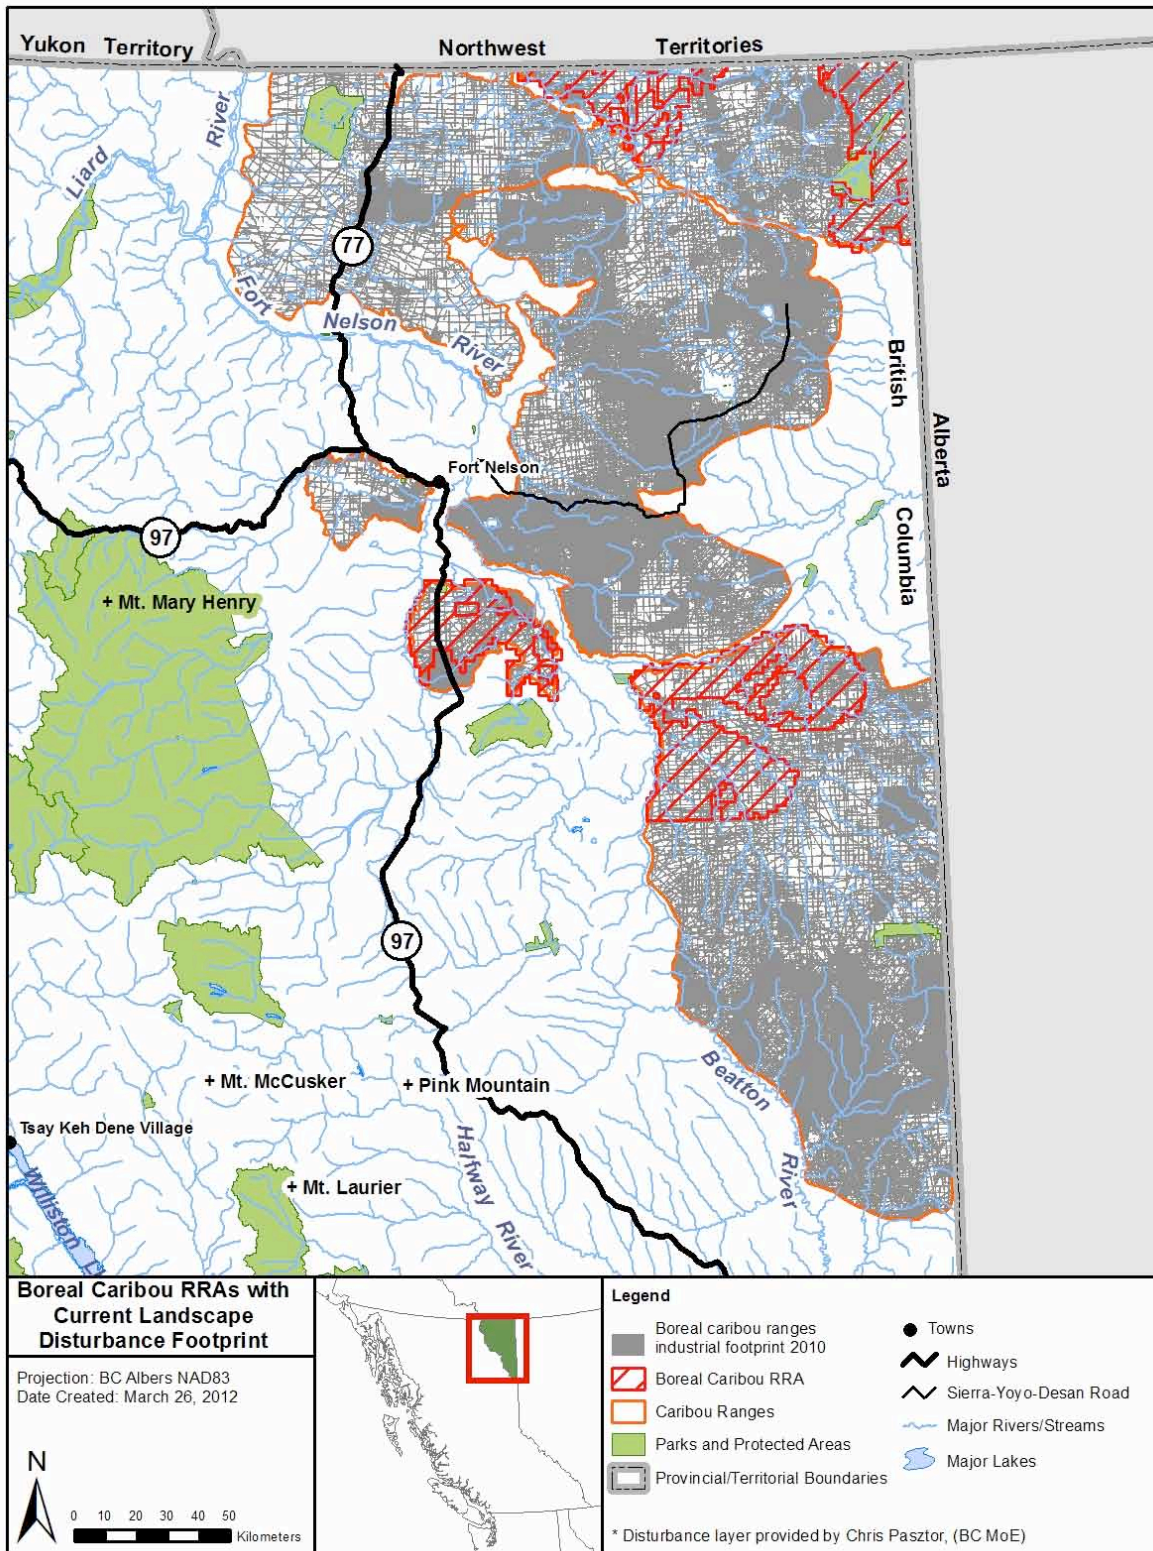 Yukon Territory
Northwest Territories
Liard
River
77
Fort
Nelson
River
British
Columbia
Alberta
Fort Nelson
97
+ Mt. Mary Henry
97
+ Mt. McCusker
+ Pink Mountain
Beatton
River
Tsay Keh Dene Village
Williston L
+ Mt. Laurier
Halfway
River
Boreal Caribou RRAs with
Current Landscape
Disturbance Footprint
Projection: BC Albers NAD83
Date Created: March 26, 2012
N
0 10 20 30 40 50
Kilometers
Legend
Boreal caribou ranges
industrial footprint 2010
Boreal Caribou RRA
Caribou Ranges
Parks and Protected Areas
Provincial/Territorial Boundaries
Towns
Highways
Sierra-Yoyo-Desan Road
Major Rivers/Streams
Major Lakes
* Disturbance layer provided by Chris Pasztor, (BC MoE)